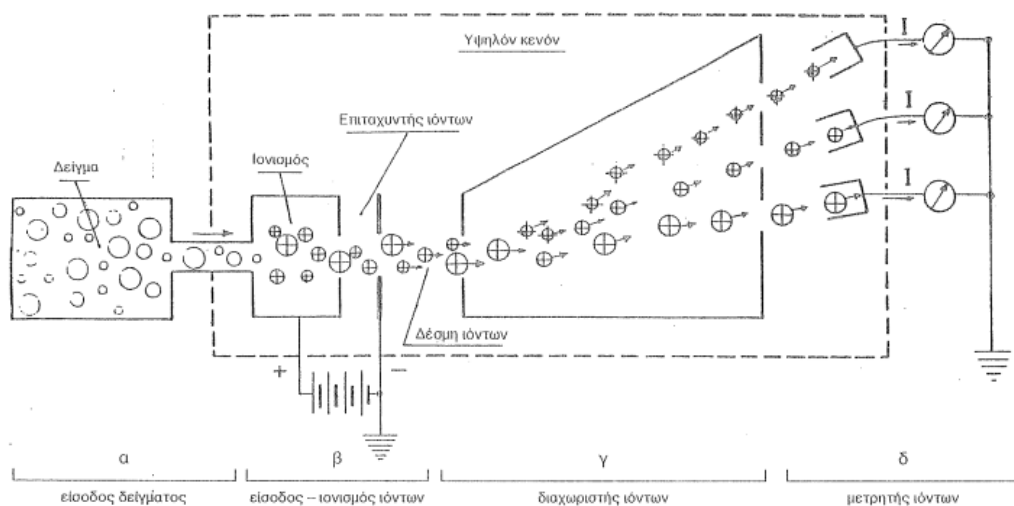 Υψηλόν κενόν
I
Επιταχυντής ιόντων
I
Δείγμα
Ιονισμός
I
Δέσμη ιόντων
+
−
α
β
γ
δ
είσοδος δείγματος
είσοδος – ιονισμός ιόντων
διαχωριστής ιόντων
μετρητής ιόντων